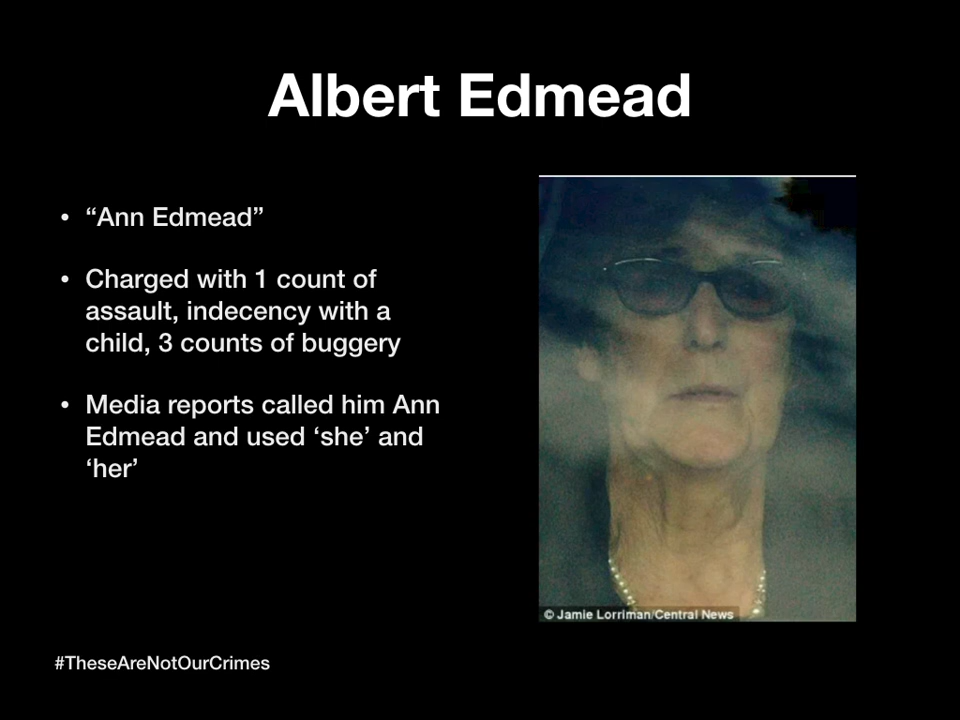 Albert Edmead
• “Ann Edmead”
• Charged with 1 count of
assault, indecency with a
child, 3 counts of buggery
• Media reports called him Ann
Edmead and used ‘she’ and
‘her’
© Jamie Lorriman/Central News
#TheseAreNotOurCrimes